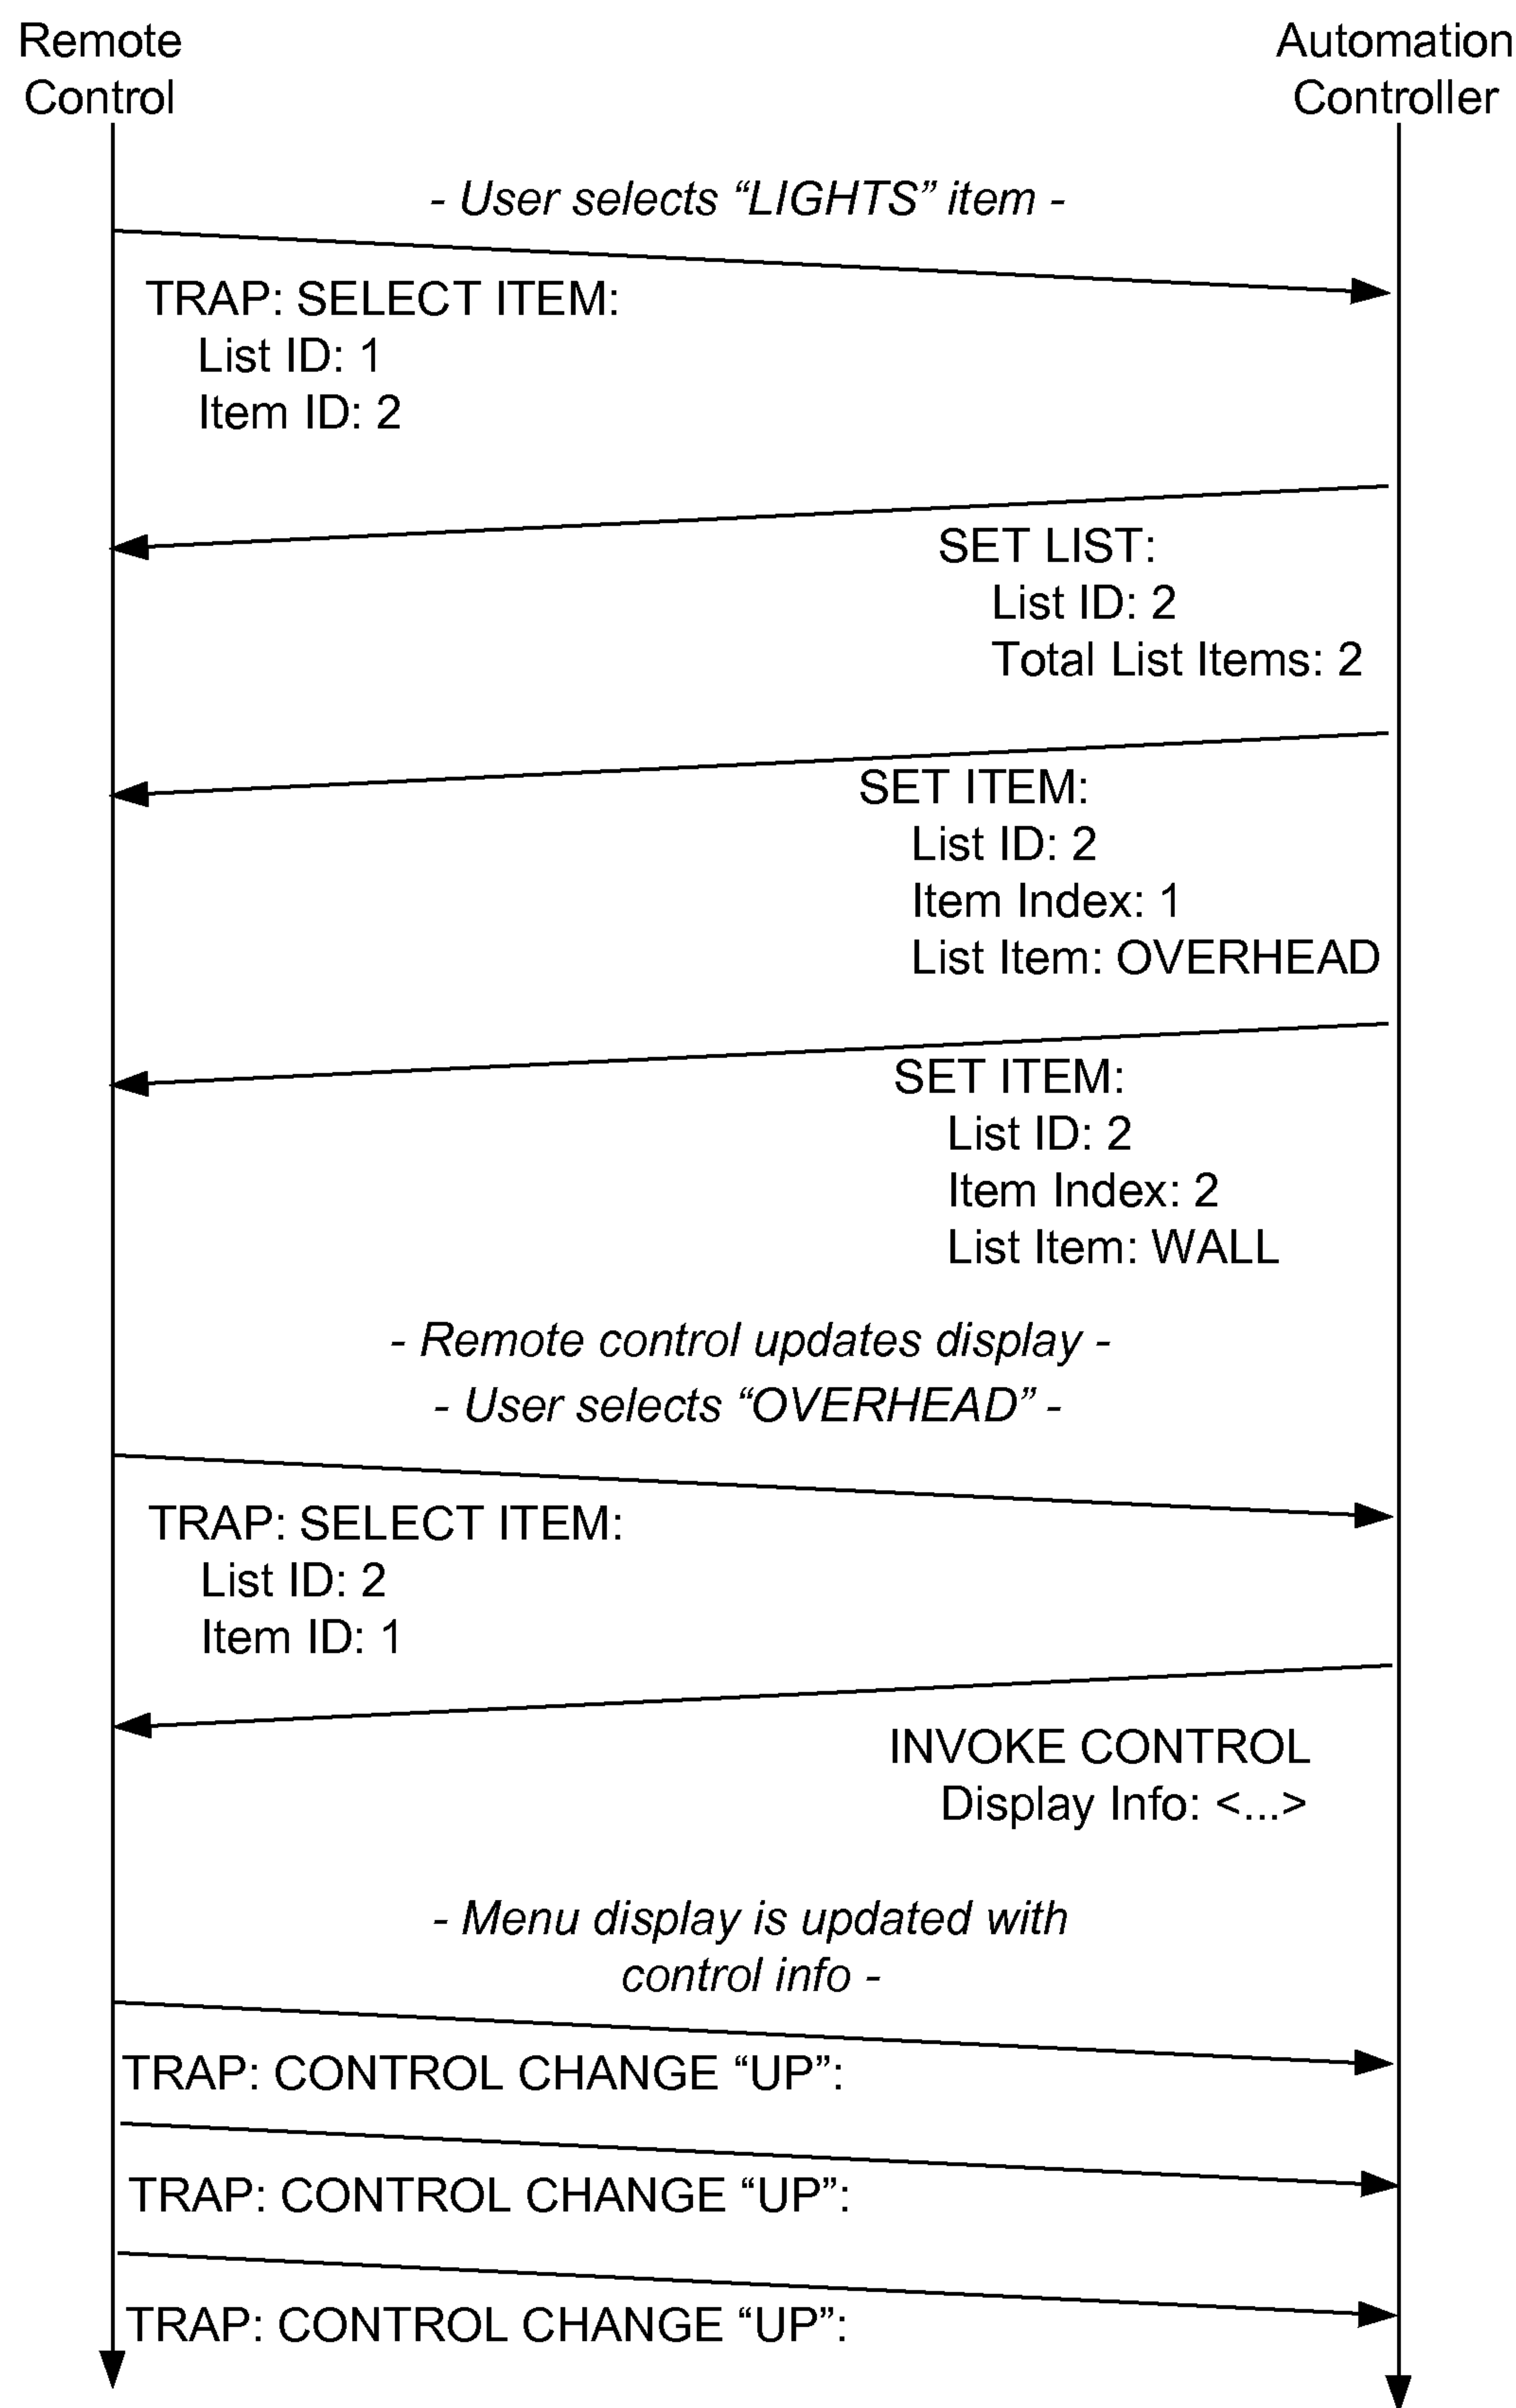 Remote
Control
Automation
Controller
- User selects “LIGHTS” item -
TRAP: SELECT ITEM:
List ID: 1
Item ID: 2
SET LIST:
List ID: 2
Total List Items: 2
SET ITEM:
List ID: 2
Item Index: 1
List Item: OVERHEAD
SET ITEM:
List ID: 2
Item Index: 2
List Item: WALL
- Remote control updates display -
- User selects “OVERHEAD” -
TRAP: SELECT ITEM:
List ID: 2
Item ID: 1
INVOKE CONTROL
Display Info: <...>
- Menu display is updated with
control info -
TRAP: CONTROL CHANGE “UP”:
TRAP: CONTROL CHANGE “UP”:
TRAP: CONTROL CHANGE “UP”: